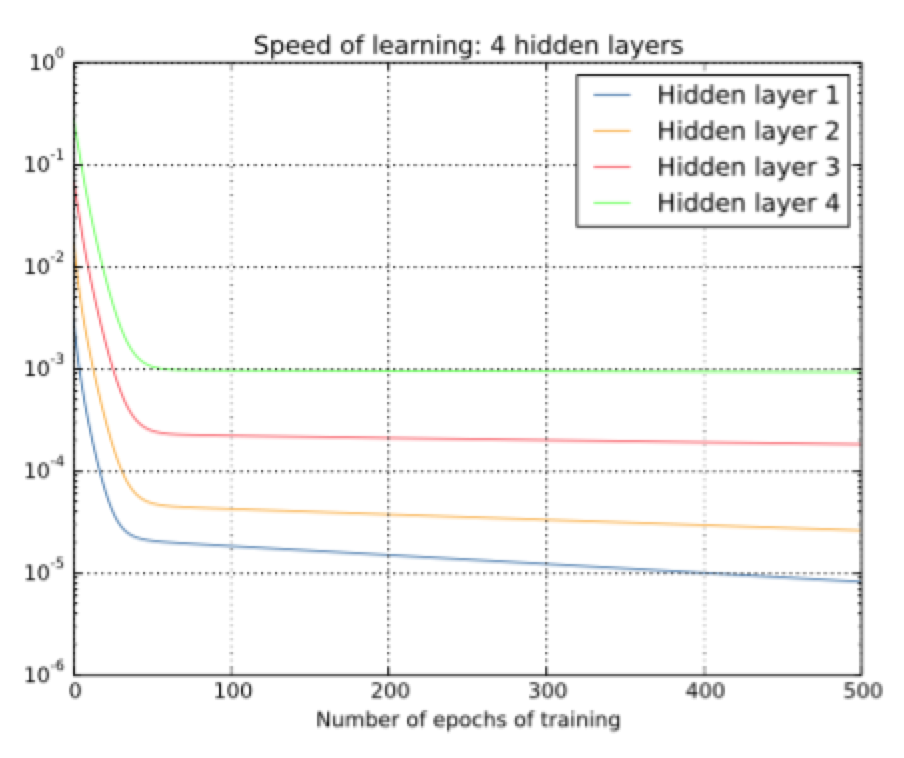 Speed of learning: 4 hidden layers
10^0
10^-1
10^-2
10^-3
10^-4
10^-5
10^-6
Hidden layer 1
Hidden layer 2
Hidden layer 3
Hidden layer 4
0 100 200 300 400 500
Number of epochs of training